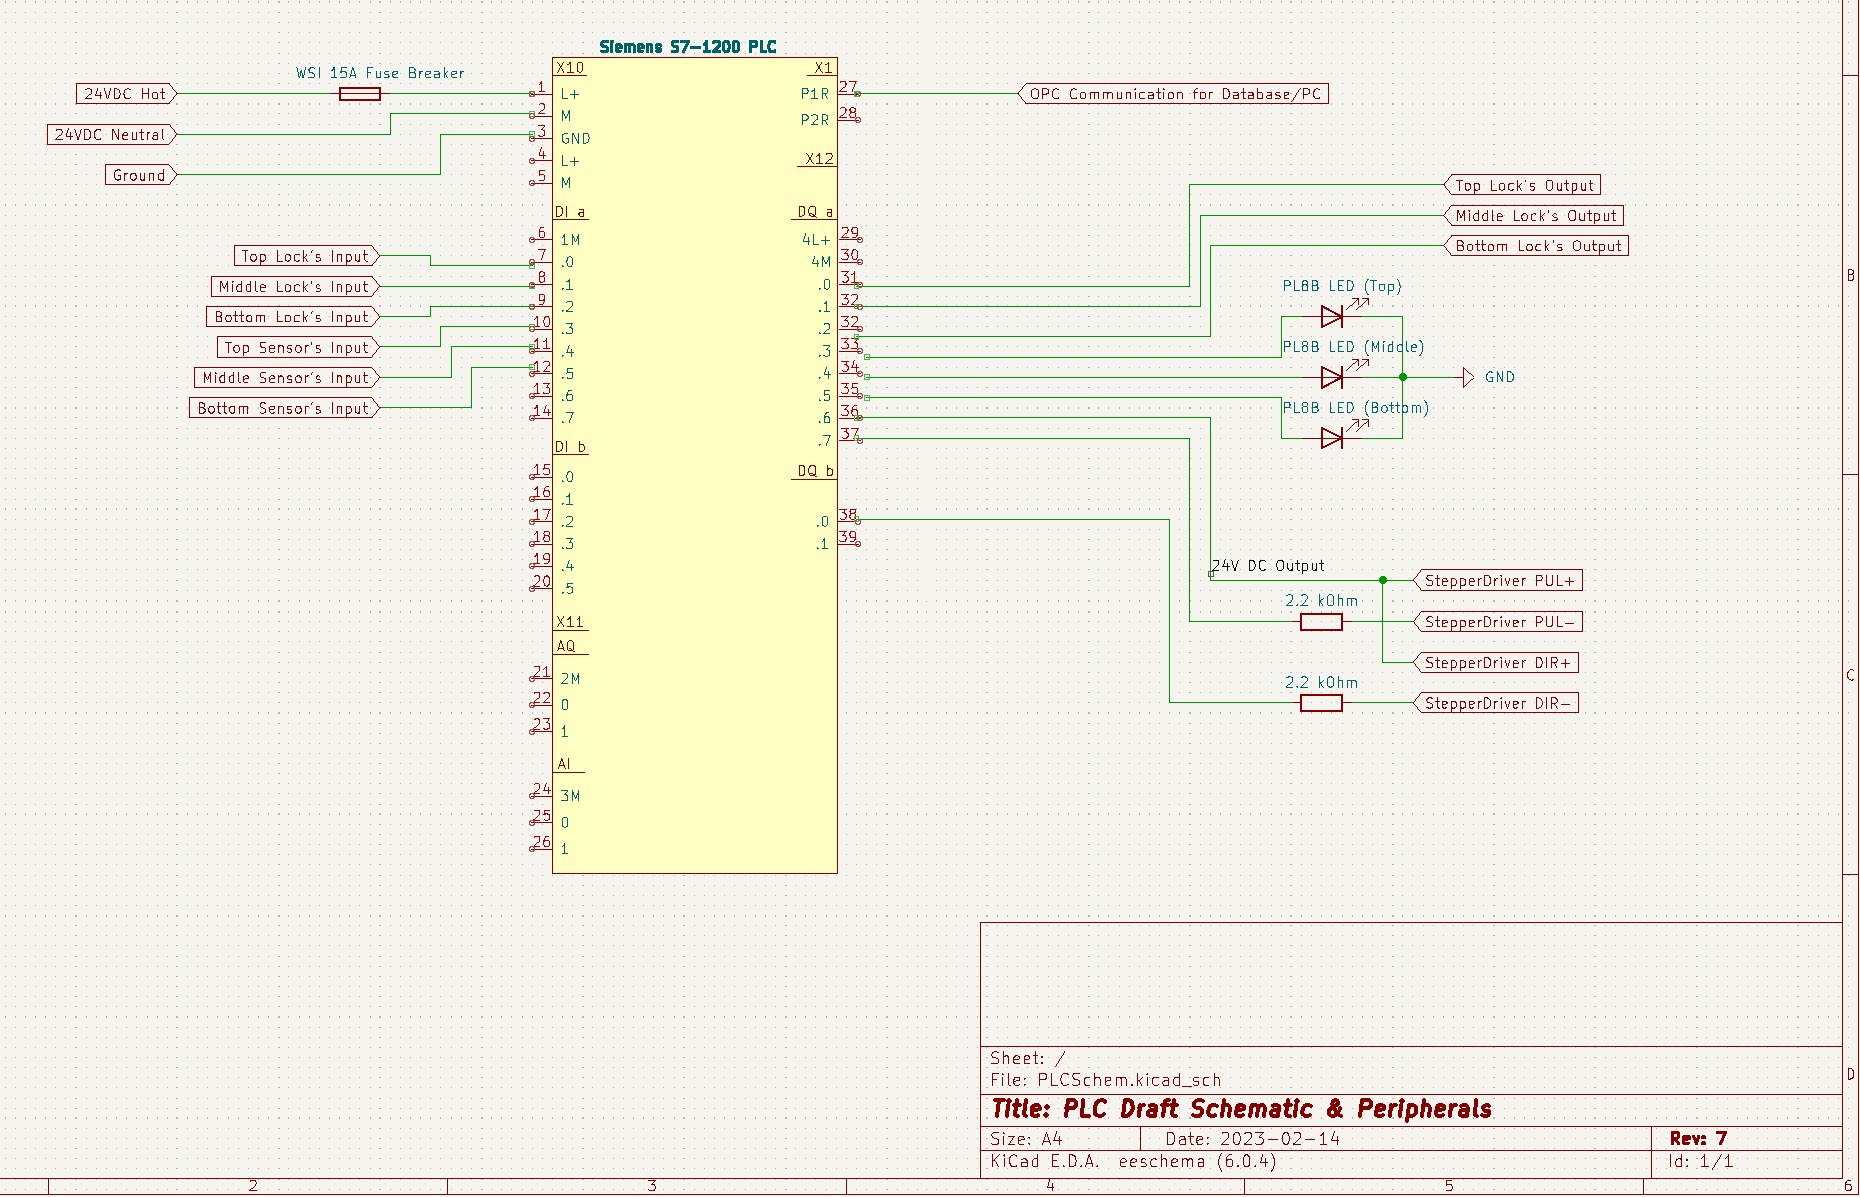 Siemens S7-1200 PLC
WSI 15A Fuse Breaker
24VDC Hot
24VDC Neutral
Ground
X10
1 L+
2 M
3 GND
4 L+
5 M
DI a
6 1M
Top Lock's Input 7 .0
Middle Lock's Input 8 .1
Bottom Lock's Input 9 .2
Top Sensor's Input 10 .3
Middle Sensor's Input 11 .4
Bottom Sensor's Input 12 .5
13 .6
14 .7
DI b
15 .0
16 .1
17 .2
18 .3
19 .4
20 .5
X11
AQ
21 2M
22 0
23 1
AI
24 3M
25 0
26 1
X1
P1R 27
P2R 28
X12
DQ a
4L+ 29
4M 30
.0 31
.1 32
.2 32
.3 33
.4 34
.5 35
.6 36
.7 37
DQ b
.0 38
.1 39
OPC Communication for Database/PC
Top Lock's Output
Middle Lock's Output
Bottom Lock's Output
PL8B LED (Top)
PL8B LED (Middle)
GND
PL8B LED (Bottom)
24V DC Output
StepperDriver PUL+
2.2 kOhm
StepperDriver PUL-
StepperDriver DIR+
2.2 kOhm
StepperDriver DIR-
B
C
D
Sheet: /
File: PLCSchem.kicad_sch
Title: PLC Draft Schematic & Peripherals
Size: A4 Date: 2023-02-14 Rev: 7
KiCad E.D.A. eeschema (6.0.4) Id: 1/1
2 3 4 5 6